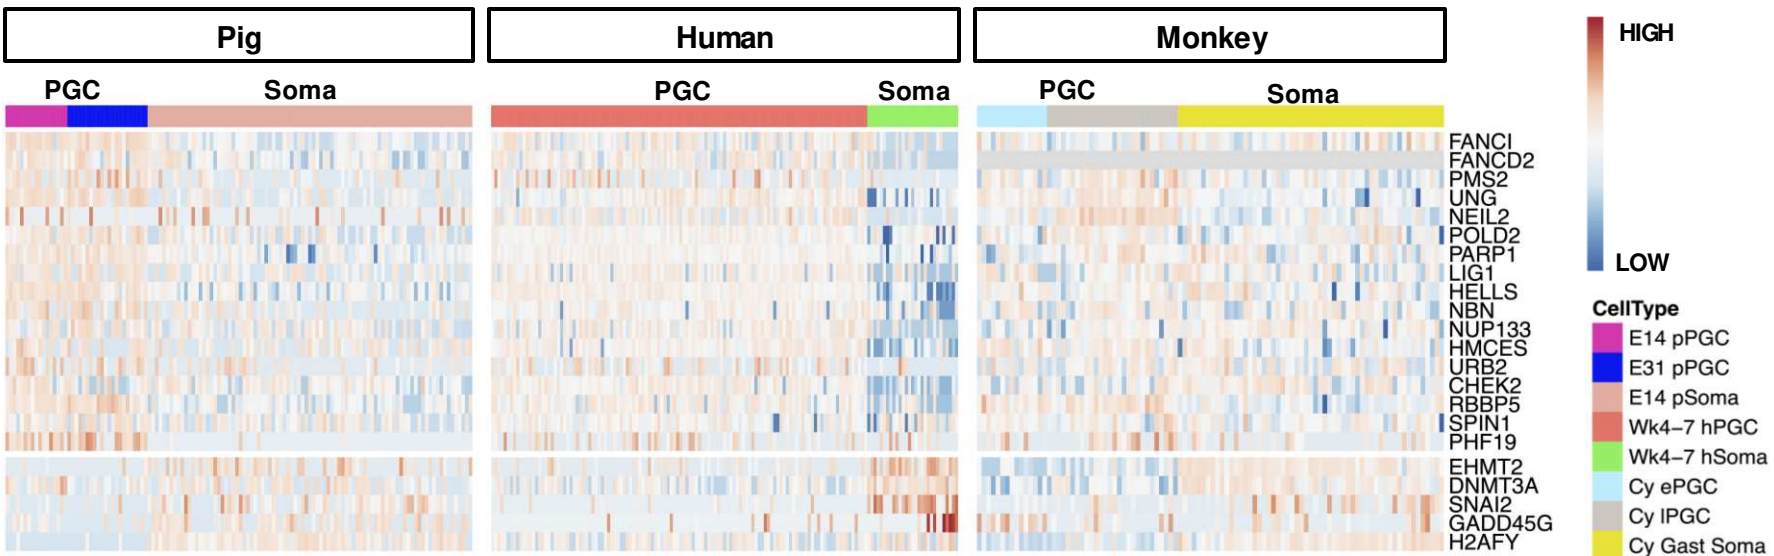 Pig
Human
Monkey
PGC
Soma
PGC
Soma
PGC
Soma
FANCI
FANCD2
PMS2
UNG
NEIL2
POLD2
PARP1
LIG1
HELLS
NBN
NUP133
HMCES
URB2
CHEK2
RBBP5
SPIN1
PHF19
EHMT2
DNMT3A
SNAI2
GADD45G
H2AFY
HIGH
LOW
CellType
E14 pPGC
E31 pPGC
E14 pSoma
Wk4-7 hPGC
Wk4-7 hSoma
Cy ePGC
Cy lPGC
Cy Gast Soma